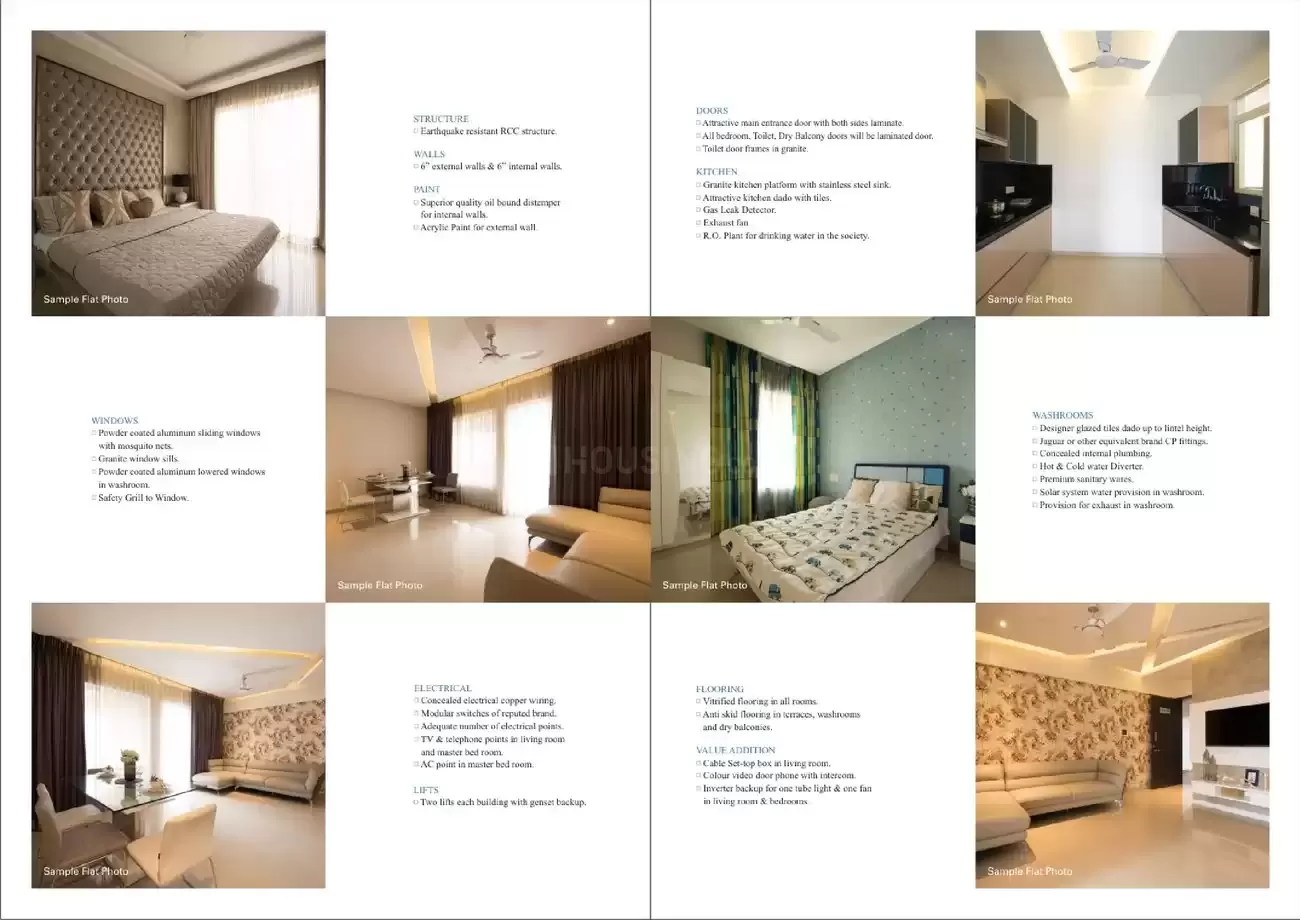 STRUCTURE
Earthquake resistant RCC structure.
WALLS
6” external walls & 6” internal walls.
PAINT
Superior quality oil bound distemper
for internal walls.
Acrylic Paint for external wall.
DOORS
Attractive main entrance door with both sides laminate.
All bedroom, Toilet, Dry Balcony doors will be laminated door.
Toilet door frames in granite.
KITCHEN
Granite kitchen platform with stainless steel sink.
Attractive kitchen dado with tiles.
Gas Leak Detector.
Exhaust fan
R.O. Plant for drinking water in the society.
Sample Flat Photo
Sample Flat Photo
WINDOWS
Powder coated aluminum sliding windows
with mosquito nets.
Granite window sills.
Powder coated aluminum lowered windows
in washroom.
Safety Grill to Window.
Sample Flat Photo
Sample Flat Photo
WASHROOMS
Designer glazed tiles dado up to lintel height.
Jaguar or other equivalent brand CP fittings.
Concealed internal plumbing.
Hot & Cold water Diverter.
Premium sanitary wares.
Solar system water provision in washroom.
Provision for exhaust in washroom.
ELECTRICAL
Concealed electrical copper wiring.
Modular switches of reputed brand.
Adequate number of electrical points.
TV & telephone points in living room
and master bed room.
AC point in master bed room.
LIFTS
Two lifts each building with genset backup.
FLOORING
Vitrified flooring in all rooms.
Anti skid flooring in terraces, washrooms
and dry balconies.
VALUE ADDITION
Cable Set-top box in living room.
Colour video door phone with intercom.
Inverter backup for one tube light & one fan
in living room & bedrooms.
Sample Flat Photo
Sample Flat Photo